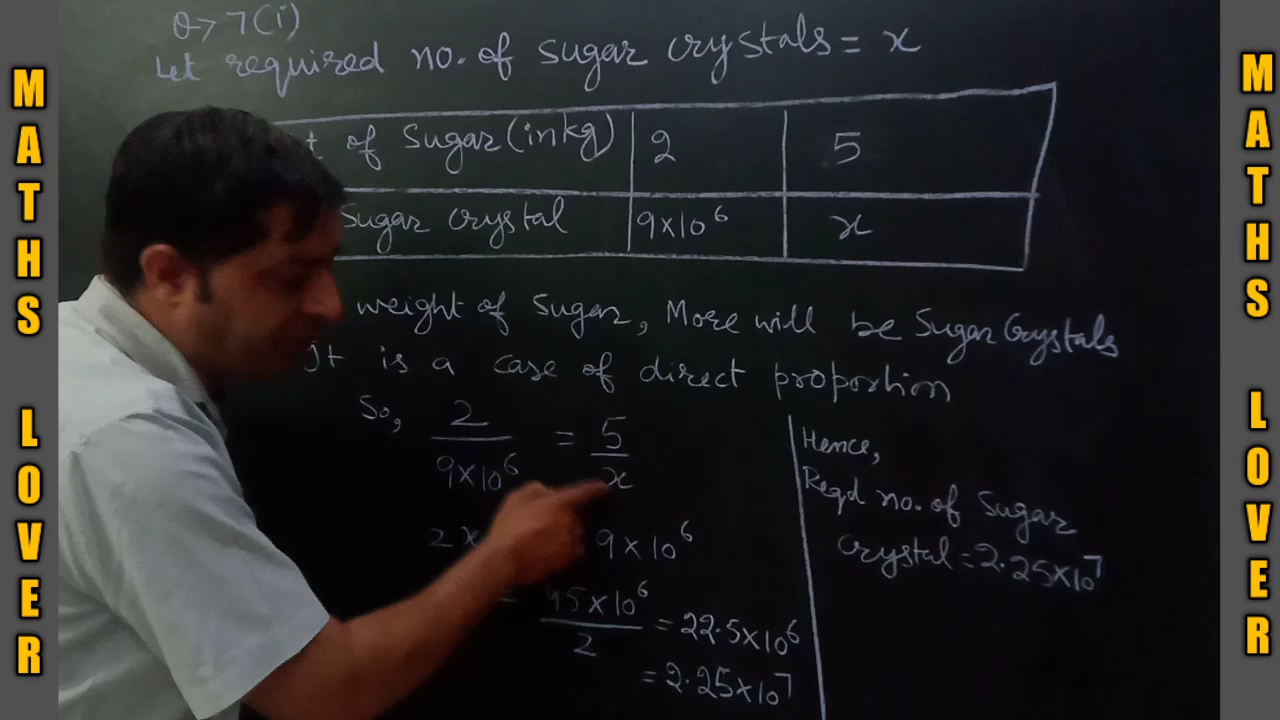 MATHS LOVER
Q→ 7(i)
Let required no. of sugar crystals = x
of Sugar (in kg) 2 5
Sugar crystal 9×10⁶ x
weight of sugar, More will be Sugar Crystals
It is a case of direct proportion
So, 2/9×10⁶ = 5/x
2x 9×10⁶
= 45×10⁶/2 = 22.5×10⁶
= 2.25×10⁷
Hence,
Reqd no. of Sugar
crystal = 2.25×10⁷
MATHS LOVER